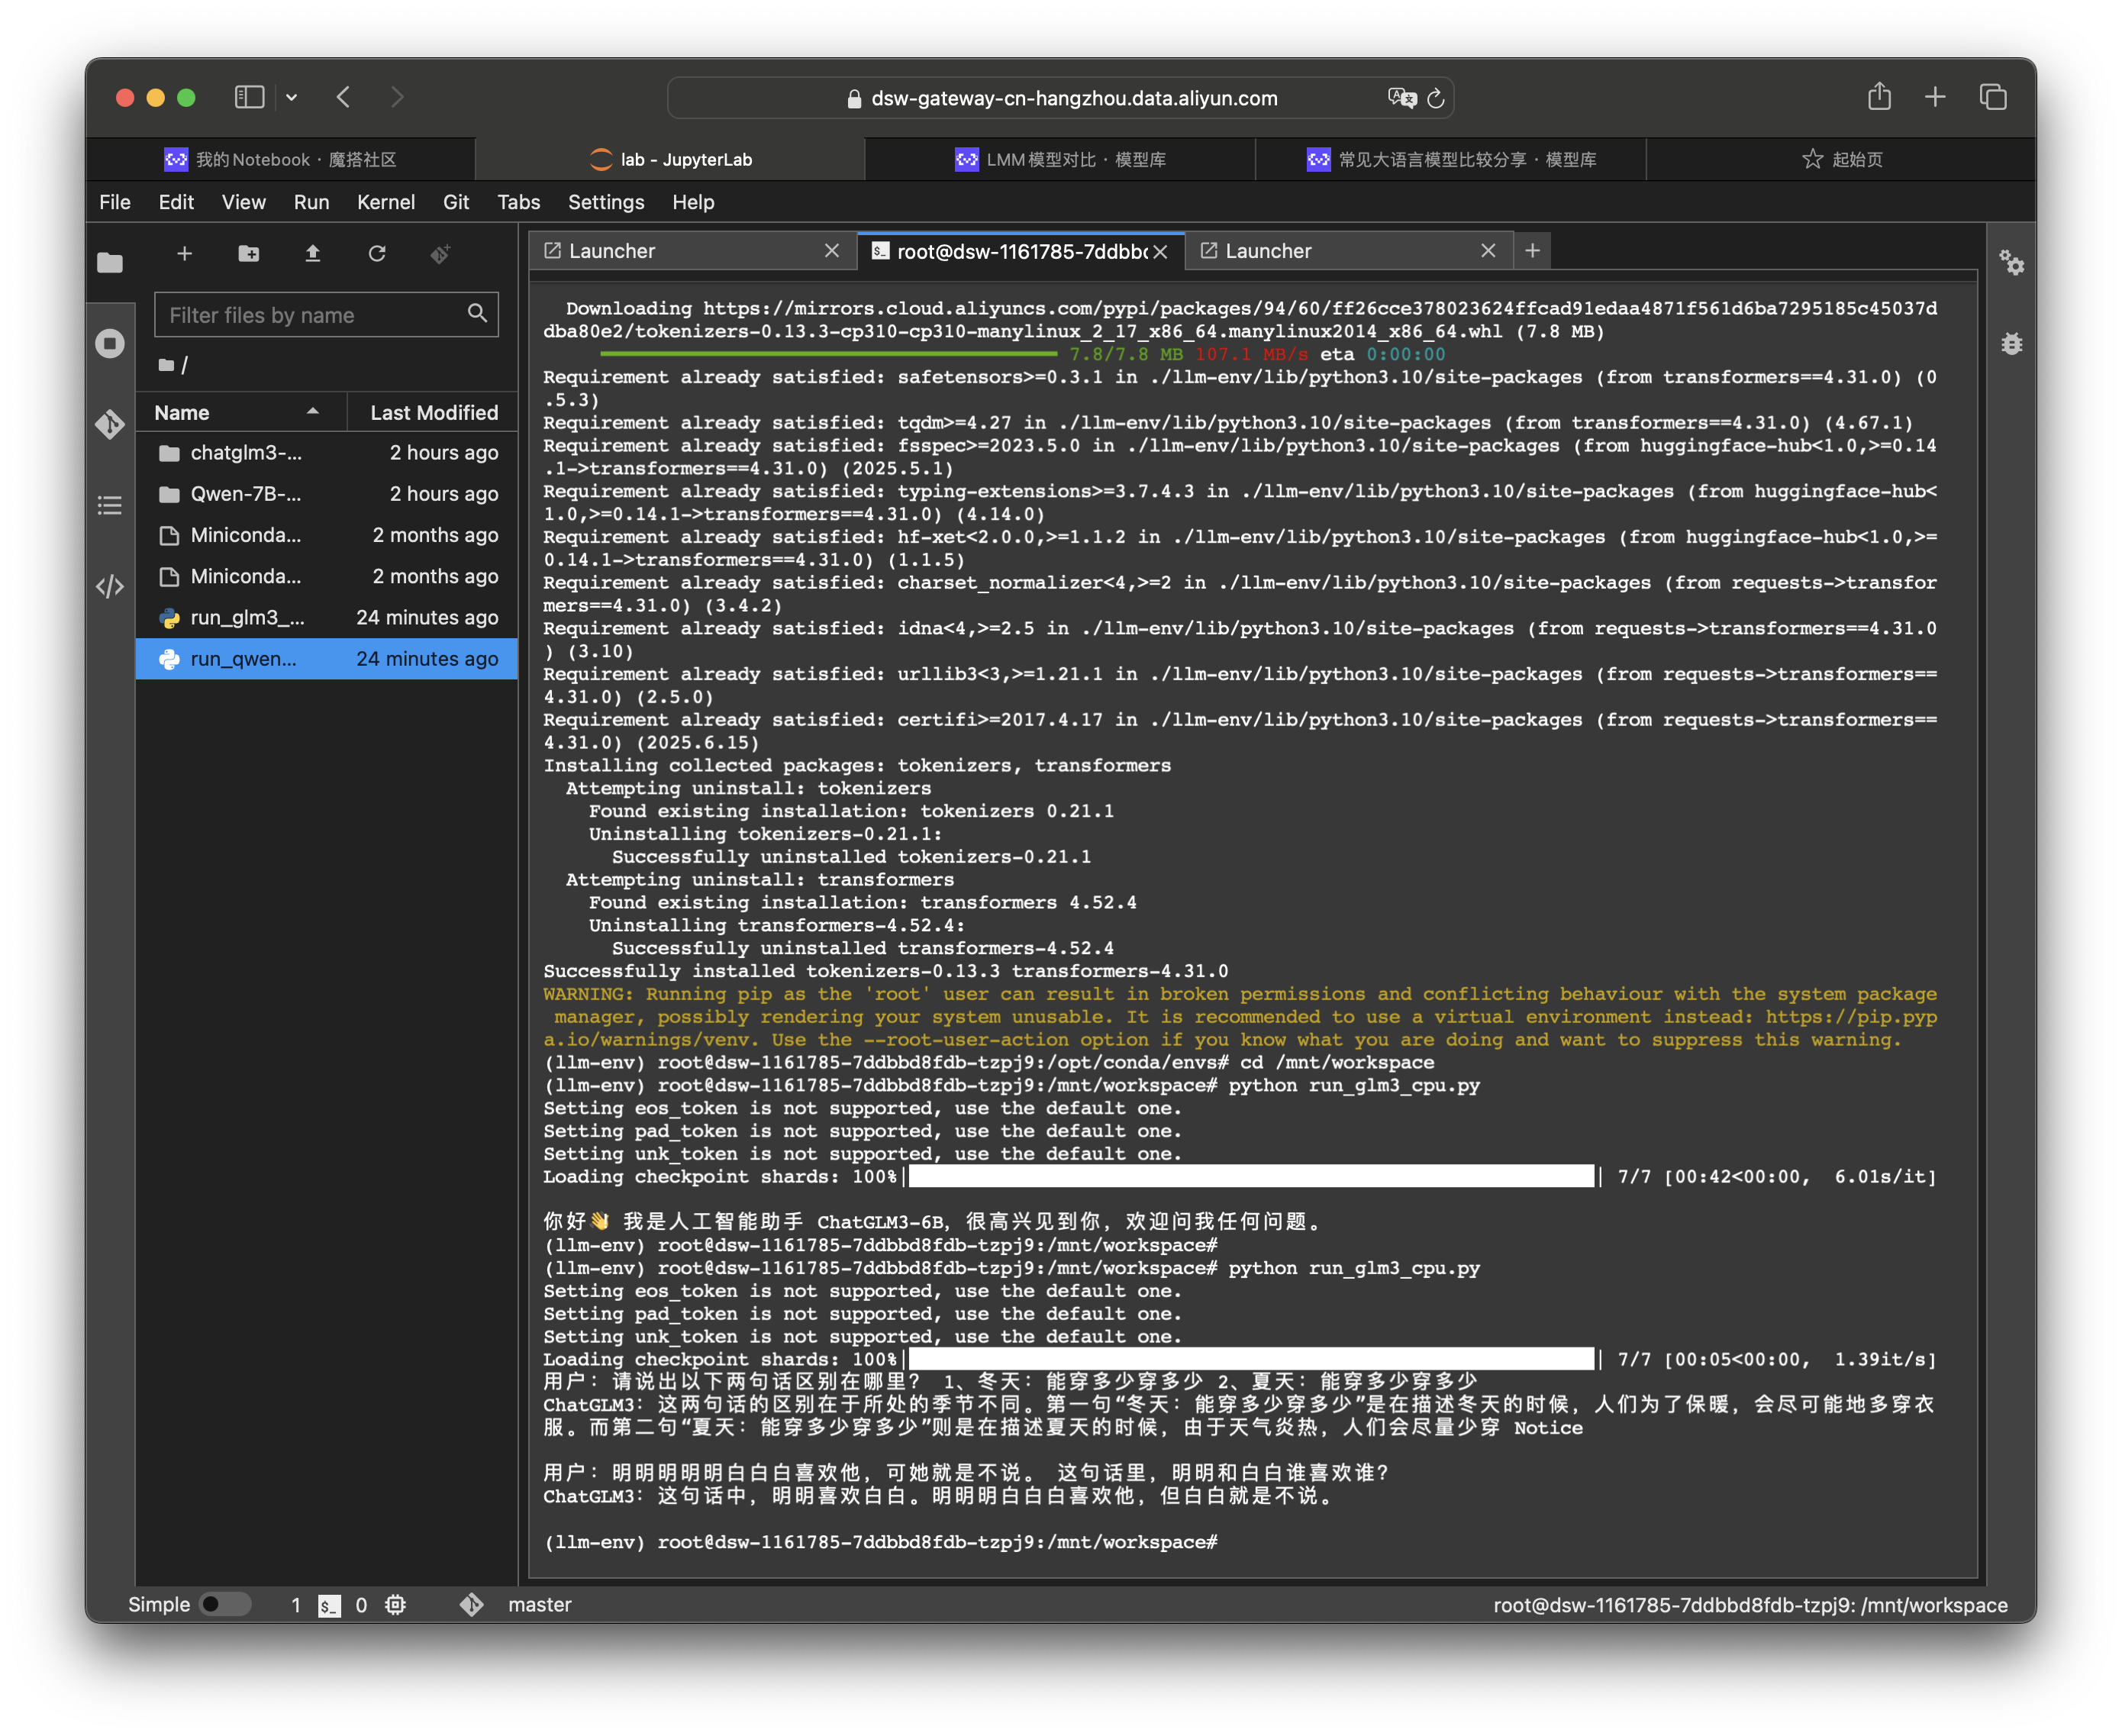 dsw-gateway-cn-hangzhou.data.aliyun.com
我的Notebook · 魔搭社区
lab - JupyterLab
LMM模型对比 · 模型库
常见大语言模型比较分享 · 模型库
起始页
File Edit View Run Kernel Git Tabs Settings Help
Filter files by name
/
Name Last Modified
chatglm3-... 2 hours ago
Qwen-7B-... 2 hours ago
Miniconda... 2 months ago
Miniconda... 2 months ago
run_glm3_... 24 minutes ago
run_qwen... 24 minutes ago
Launcher
root@dsw-1161785-7ddbb
Launcher
Downloading https://mirrors.cloud.aliyuncs.com/pypi/packages/94/60/ff26cce378023624ffcad91edaa4871f561d6ba7295185c45037d
dba80e2/tokenizers-0.13.3-cp310-cp310-manylinux_2_17_x86_64.manylinux2014_x86_64.whl (7.8 MB)
7.8/7.8 MB 107.1 MB/s eta 0:00:00
Requirement already satisfied: safetensors>=0.3.1 in ./llm-env/lib/python3.10/site-packages (from transformers==4.31.0) (0
.5.3)
Requirement already satisfied: tqdm>=4.27 in ./llm-env/lib/python3.10/site-packages (from transformers==4.31.0) (4.67.1)
Requirement already satisfied: fsspec>=2023.5.0 in ./llm-env/lib/python3.10/site-packages (from huggingface-hub<1.0,>=0.14
.1->transformers==4.31.0) (2025.5.1)
Requirement already satisfied: typing-extensions>=3.7.4.3 in ./llm-env/lib/python3.10/site-packages (from huggingface-hub<
1.0,>=0.14.1->transformers==4.31.0) (4.14.0)
Requirement already satisfied: hf-xet<2.0.0,>=1.1.2 in ./llm-env/lib/python3.10/site-packages (from huggingface-hub<1.0,>=
0.14.1->transformers==4.31.0) (1.1.5)
Requirement already satisfied: charset_normalizer<4,>=2 in ./llm-env/lib/python3.10/site-packages (from requests->transfor
mers==4.31.0) (3.4.2)
Requirement already satisfied: idna<4,>=2.5 in ./llm-env/lib/python3.10/site-packages (from requests->transformers==4.31.0
) (3.10)
Requirement already satisfied: urllib3<3,>=1.21.1 in ./llm-env/lib/python3.10/site-packages (from requests->transformers==
4.31.0) (2.5.0)
Requirement already satisfied: certifi>=2017.4.17 in ./llm-env/lib/python3.10/site-packages (from requests->transformers==
4.31.0) (2025.6.15)
Installing collected packages: tokenizers, transformers
Attempting uninstall: tokenizers
Found existing installation: tokenizers 0.21.1
Uninstalling tokenizers-0.21.1:
Successfully uninstalled tokenizers-0.21.1
Attempting uninstall: transformers
Found existing installation: transformers 4.52.4
Uninstalling transformers-4.52.4:
Successfully uninstalled transformers-4.52.4
Successfully installed tokenizers-0.13.3 transformers-4.31.0
WARNING: Running pip as the 'root' user can result in broken permissions and conflicting behaviour with the system package
manager, possibly rendering your system unusable. It is recommended to use a virtual environment instead: https://pip.pyp
a.io/warnings/venv. Use the --root-user-action option if you know what you are doing and want to suppress this warning.
(llm-env) root@dsw-1161785-7ddbbd8fdb-tzpj9:/opt/conda/envs# cd /mnt/workspace
(llm-env) root@dsw-1161785-7ddbbd8fdb-tzpj9:/mnt/workspace# python run_glm3_cpu.py
Setting eos_token is not supported, use the default one.
Setting pad_token is not supported, use the default one.
Setting unk_token is not supported, use the default one.
Loading checkpoint shards: 100%| | 7/7 [00:42<00:00, 6.01s/it]
你好👋 我是人工智能助手 ChatGLM3-6B，很高兴见到你，欢迎问我任何问题。
(llm-env) root@dsw-1161785-7ddbbd8fdb-tzpj9:/mnt/workspace#
(llm-env) root@dsw-1161785-7ddbbd8fdb-tzpj9:/mnt/workspace# python run_glm3_cpu.py
Setting eos_token is not supported, use the default one.
Setting pad_token is not supported, use the default one.
Setting unk_token is not supported, use the default one.
Loading checkpoint shards: 100%| | 7/7 [00:05<00:00, 1.39it/s]
用户：请说出以下两句话区别在哪里？ 1、冬天：能穿多少穿多少 2、夏天：能穿多少穿多少
ChatGLM3：这两句话的区别在于所处的季节不同。第一句“冬天：能穿多少穿多少”是在描述冬天的时候，人们为了保暖，会尽可能地多穿衣
服。而第二句“夏天：能穿多少穿多少”则是在描述夏天的时候，由于天气炎热，人们会尽量少穿 Notice
用户：明明明明明白白白喜欢他，可她就是不说。 这句话里，明明和白白谁喜欢谁？
ChatGLM3：这句话中，明明喜欢白白。明明明白白白喜欢他，但白白就是不说。
(llm-env) root@dsw-1161785-7ddbbd8fdb-tzpj9:/mnt/workspace#
Simple 1 0 master
root@dsw-1161785-7ddbbd8fdb-tzpj9: /mnt/workspace